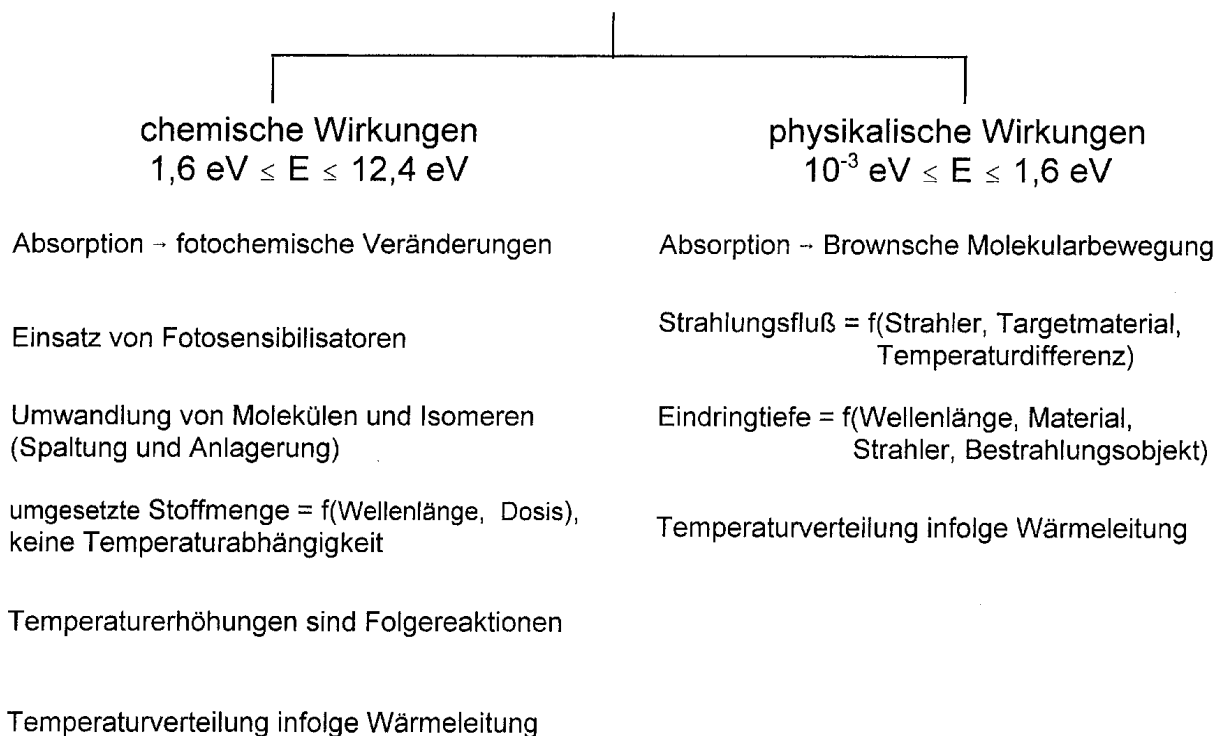 chemische Wirkungen
1,6 eV ≤ E ≤ 12,4 eV
Absorption → fotochemische Veränderungen
Einsatz von Fotosensibilisatoren
Umwandlung von Molekülen und Isomeren
(Spaltung und Anlagerung)
umgesetzte Stoffmenge = f(Wellenlänge, Dosis),
keine Temperaturabhängigkeit
Temperaturerhöhungen sind Folgereaktionen
Temperaturverteilung infolge Wärmeleitung
physikalische Wirkungen
10⁻³ eV ≤ E ≤ 1,6 eV
Absorption → Brownsche Molekularbewegung
Strahlungsfluß = f(Strahler, Targetmaterial,
Temperaturdifferenz)
Eindringtiefe = f(Wellenlänge, Material,
Strahler, Bestrahlungsobjekt)
Temperaturverteilung infolge Wärmeleitung